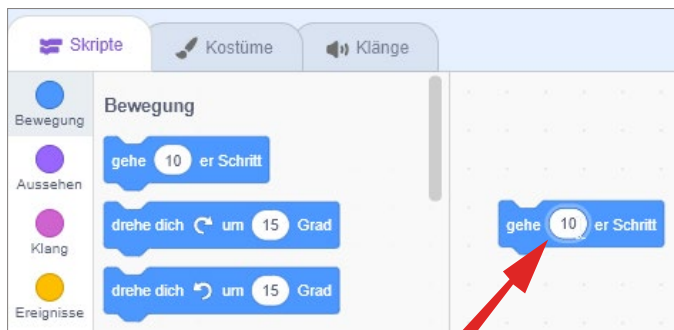 Skripte Kostüme Klänge
Bewegung
Aussehen
Klang
Ereignisse
Bewegung
gehe 10 er Schritt
drehe dich um 15 Grad
drehe dich um 15 Grad
gehe 10 er Schritt